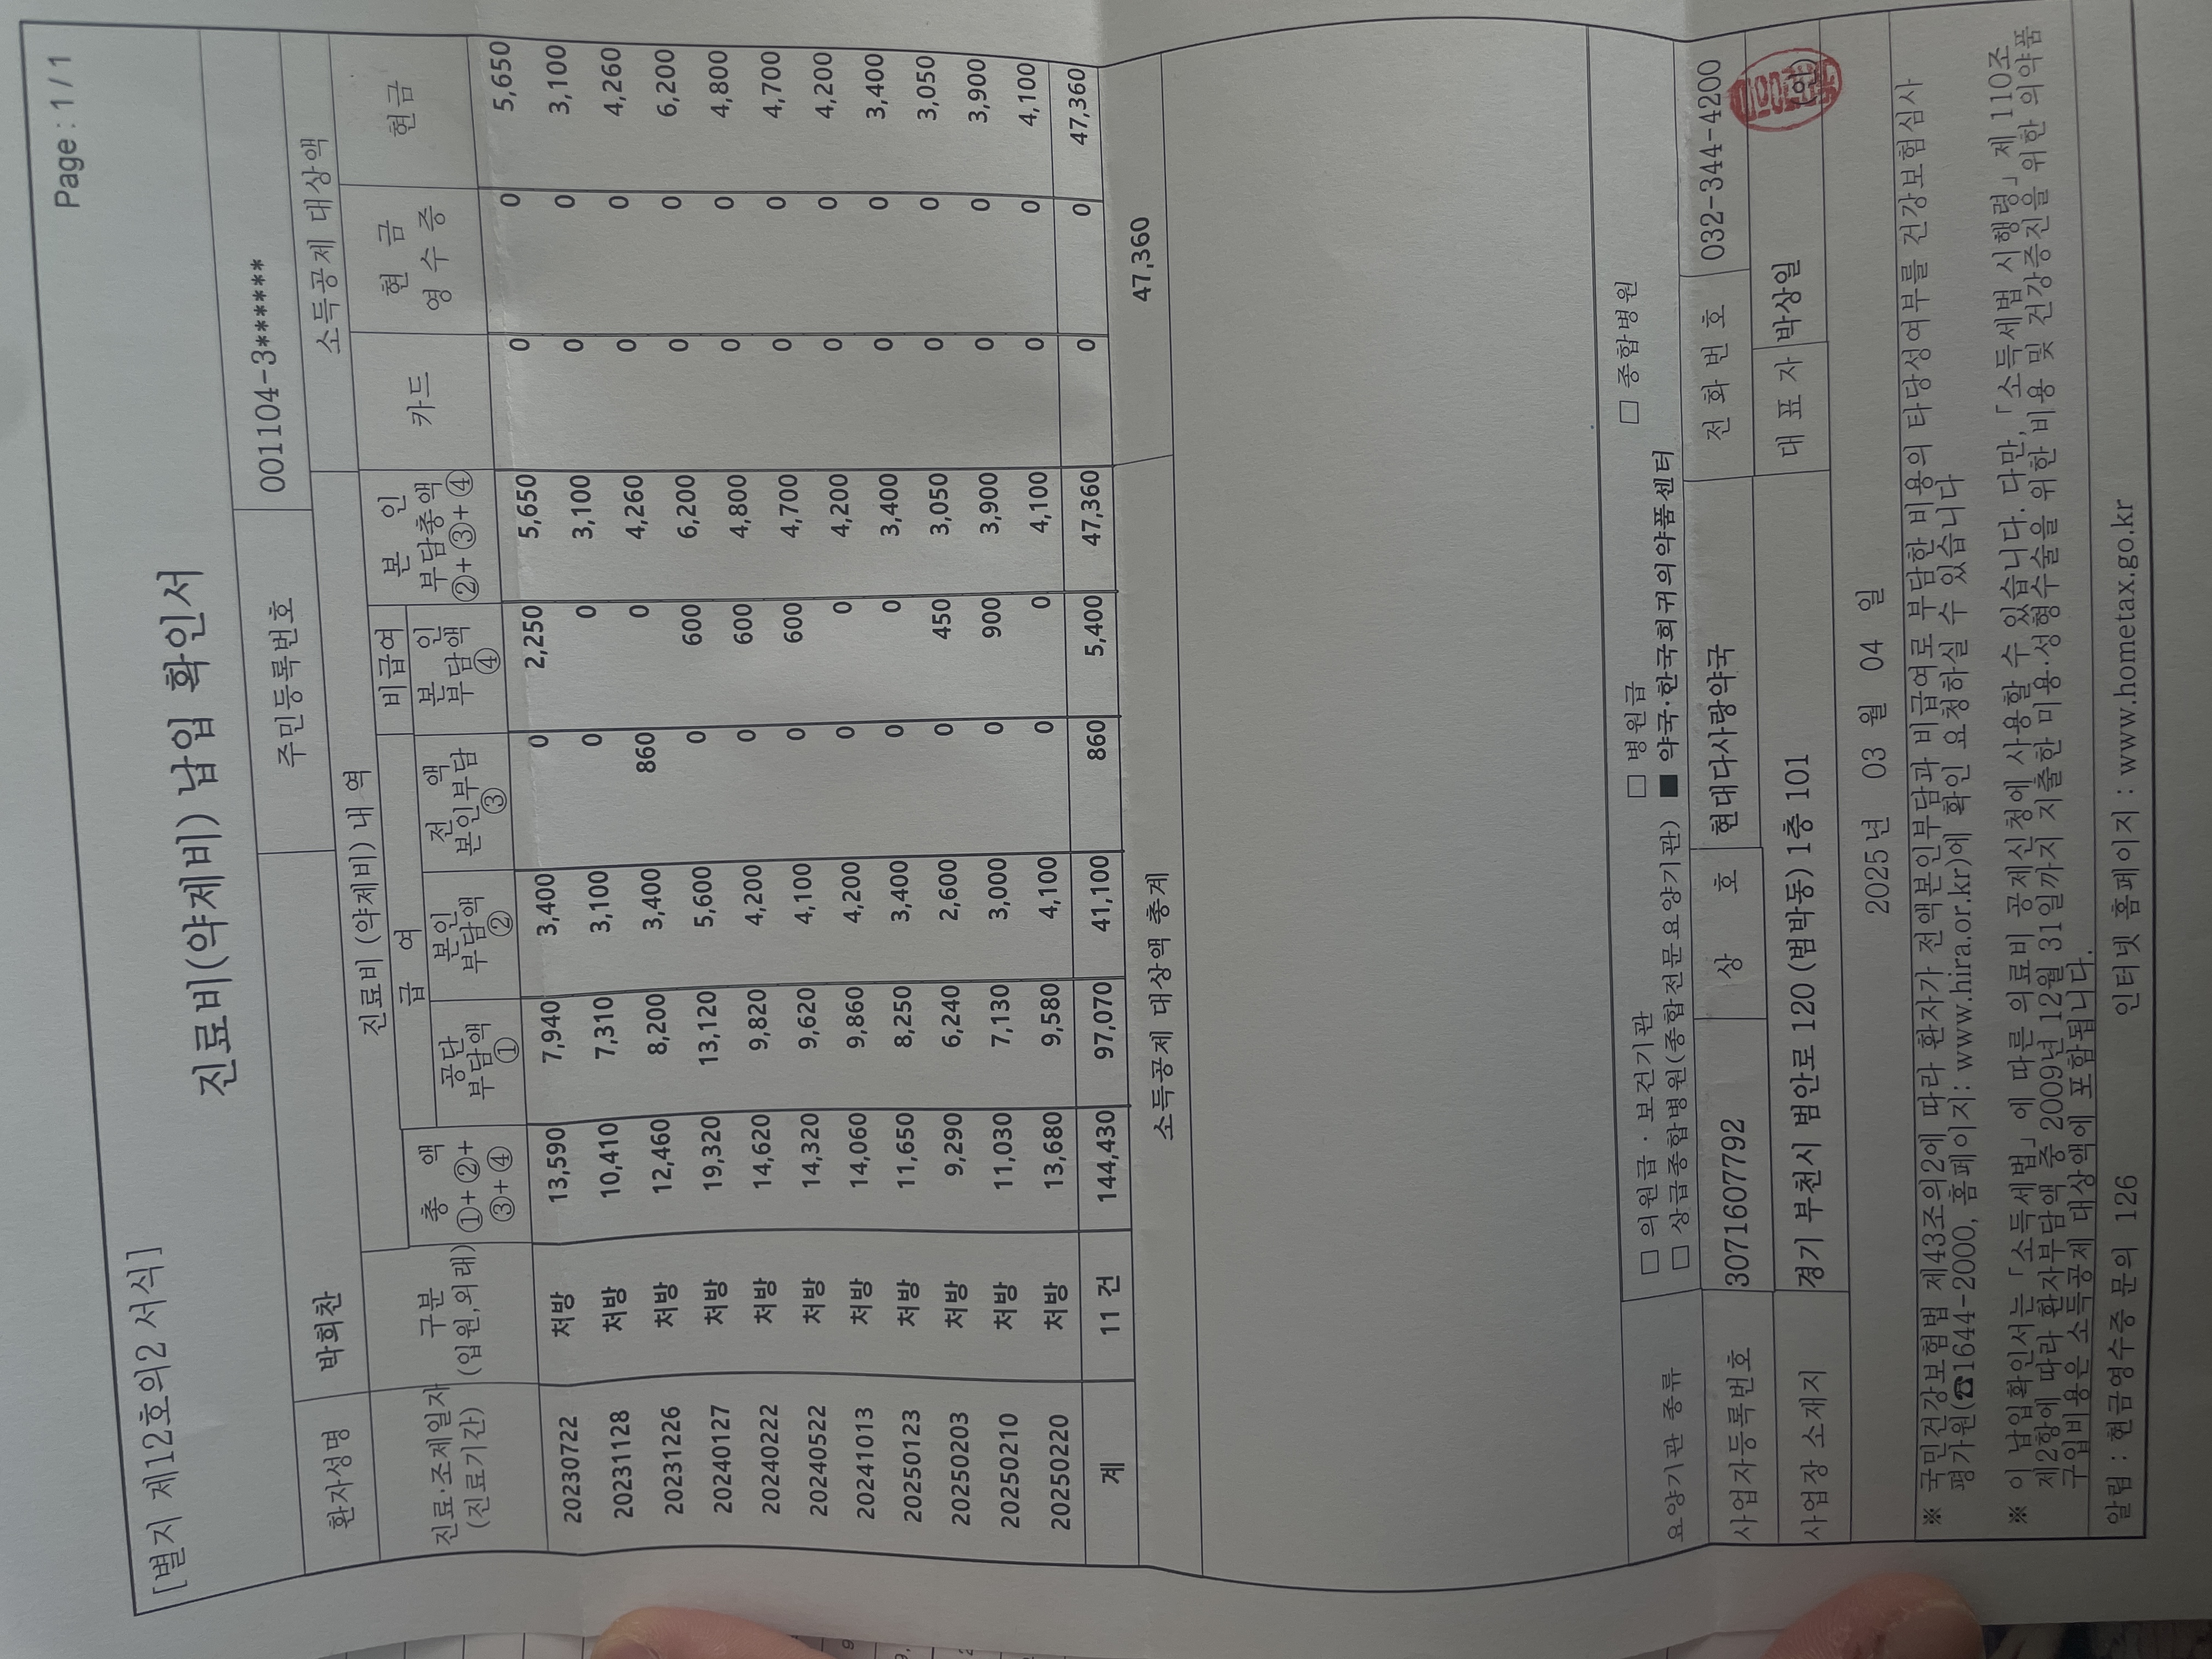 Page : 1 / 1
[별지 제12호의2 서식]
진료비(약제비) 납입 확인서
환자성명 박희찬 주민등록번호 001104-3******
진료·조제일자 (진료기간) 구분 (입원,외래) 진료비 (약제비) 내 역 소득공제 대상액
급 여 비급여
총 액 ①+②+③+④ 공단 부담액 ① 본인 부담액 ② 전 액 본인부담 ③ 본 인 부담액 ④ 본 인 부담총액 ②+③+④ 카드 현 금 영 수 증 현금
20230722 처방 13,590 7,940 3,400 0 2,250 5,650 0 0 5,650
20231128 처방 10,410 7,310 3,100 0 0 3,100 0 0 3,100
20231226 처방 12,460 8,200 3,400 860 0 4,260 0 0 4,260
20240127 처방 19,320 13,120 5,600 0 600 6,200 0 0 6,200
20240222 처방 14,620 9,820 4,200 0 600 4,800 0 0 4,800
20240522 처방 14,320 9,620 4,100 0 600 4,700 0 0 4,700
20241013 처방 14,060 9,860 4,200 0 0 4,200 0 0 4,200
20250123 처방 11,650 8,250 3,400 0 0 3,400 0 0 3,400
20250203 처방 9,290 6,240 2,600 0 450 3,050 0 0 3,050
20250210 처방 11,030 7,130 3,000 0 900 3,900 0 0 3,900
20250220 처방 13,680 9,580 4,100 0 0 4,100 0 0 4,100
계 11 건 144,430 97,070 41,100 860 5,400 47,360 0 0 47,360
소득공제 대상액 총계 47,360
요양기관 종류 □ 의원급 · 보건기관 □ 병원급 □ 종합병원
□ 상급종합병원(종합전문요양기관) ■ 약국·한국희귀의약품센터
사업자등록번호 3071607792 상 호 현대다사랑약국 전 화 번 호 032-344-4200
사업장 소재지 경기 부천시 범안로 120 (범박동) 1층 101 대 표 자 박상일 (인)
2025년 03 월 04 일
※ 국민건강보험법 제43조의2에 따라 환자가 전액본인부담과 비급여로 부담한 비용의 타당성여부를 건강보험심사
평가원(☎1644-2000, 홈페이지: www.hira.or.kr)에 확인 요청하실 수 있습니다
※ 이 납입확인서는「소득세법」에 따른 의료비 공제신청에 사용할 수 있습니다. 다만,「소득세법 시행령」제 110조
제2항에 따라 환자부담액 중 2009년 12월 31일까지 지출한 미용·성형수술을 위한 비용 및 건강증진을 위한 의약품
구입비용은 소득공제 대상액에 포함됩니다.
알림 : 현금영수증 문의 126 인터넷 홈페이지 : www.hometax.go.kr